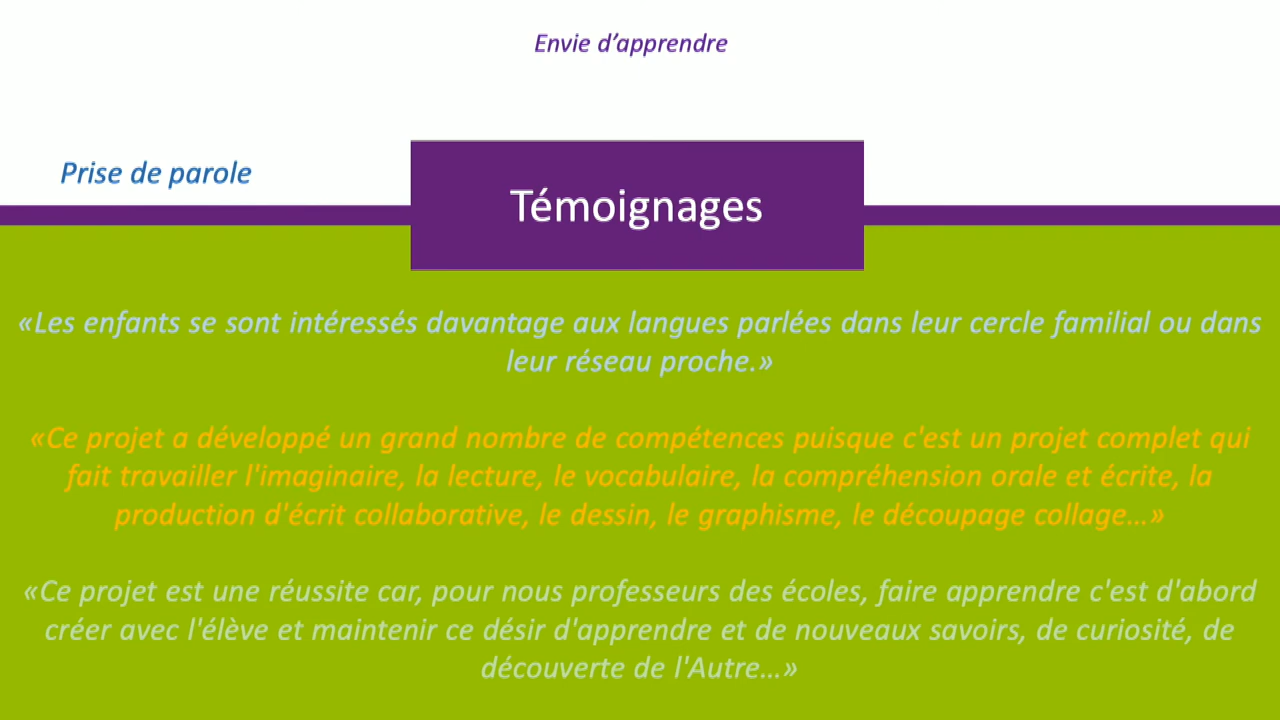 Envie d’apprendre
Prise de parole
Témoignages
«Les enfants se sont intéressés davantage aux langues parlées dans leur cercle familial ou dans
leur réseau proche.»
«Ce projet a développé un grand nombre de compétences puisque c'est un projet complet qui
fait travailler l'imaginaire, la lecture, le vocabulaire, la compréhension orale et écrite, la
production d'écrit collaborative, le dessin, le graphisme, le découpage collage…»
«Ce projet est une réussite car, pour nous professeurs des écoles, faire apprendre c'est d'abord
créer avec l'élève et maintenir ce désir d'apprendre et de nouveaux savoirs, de curiosité, de
découverte de l'Autre…»